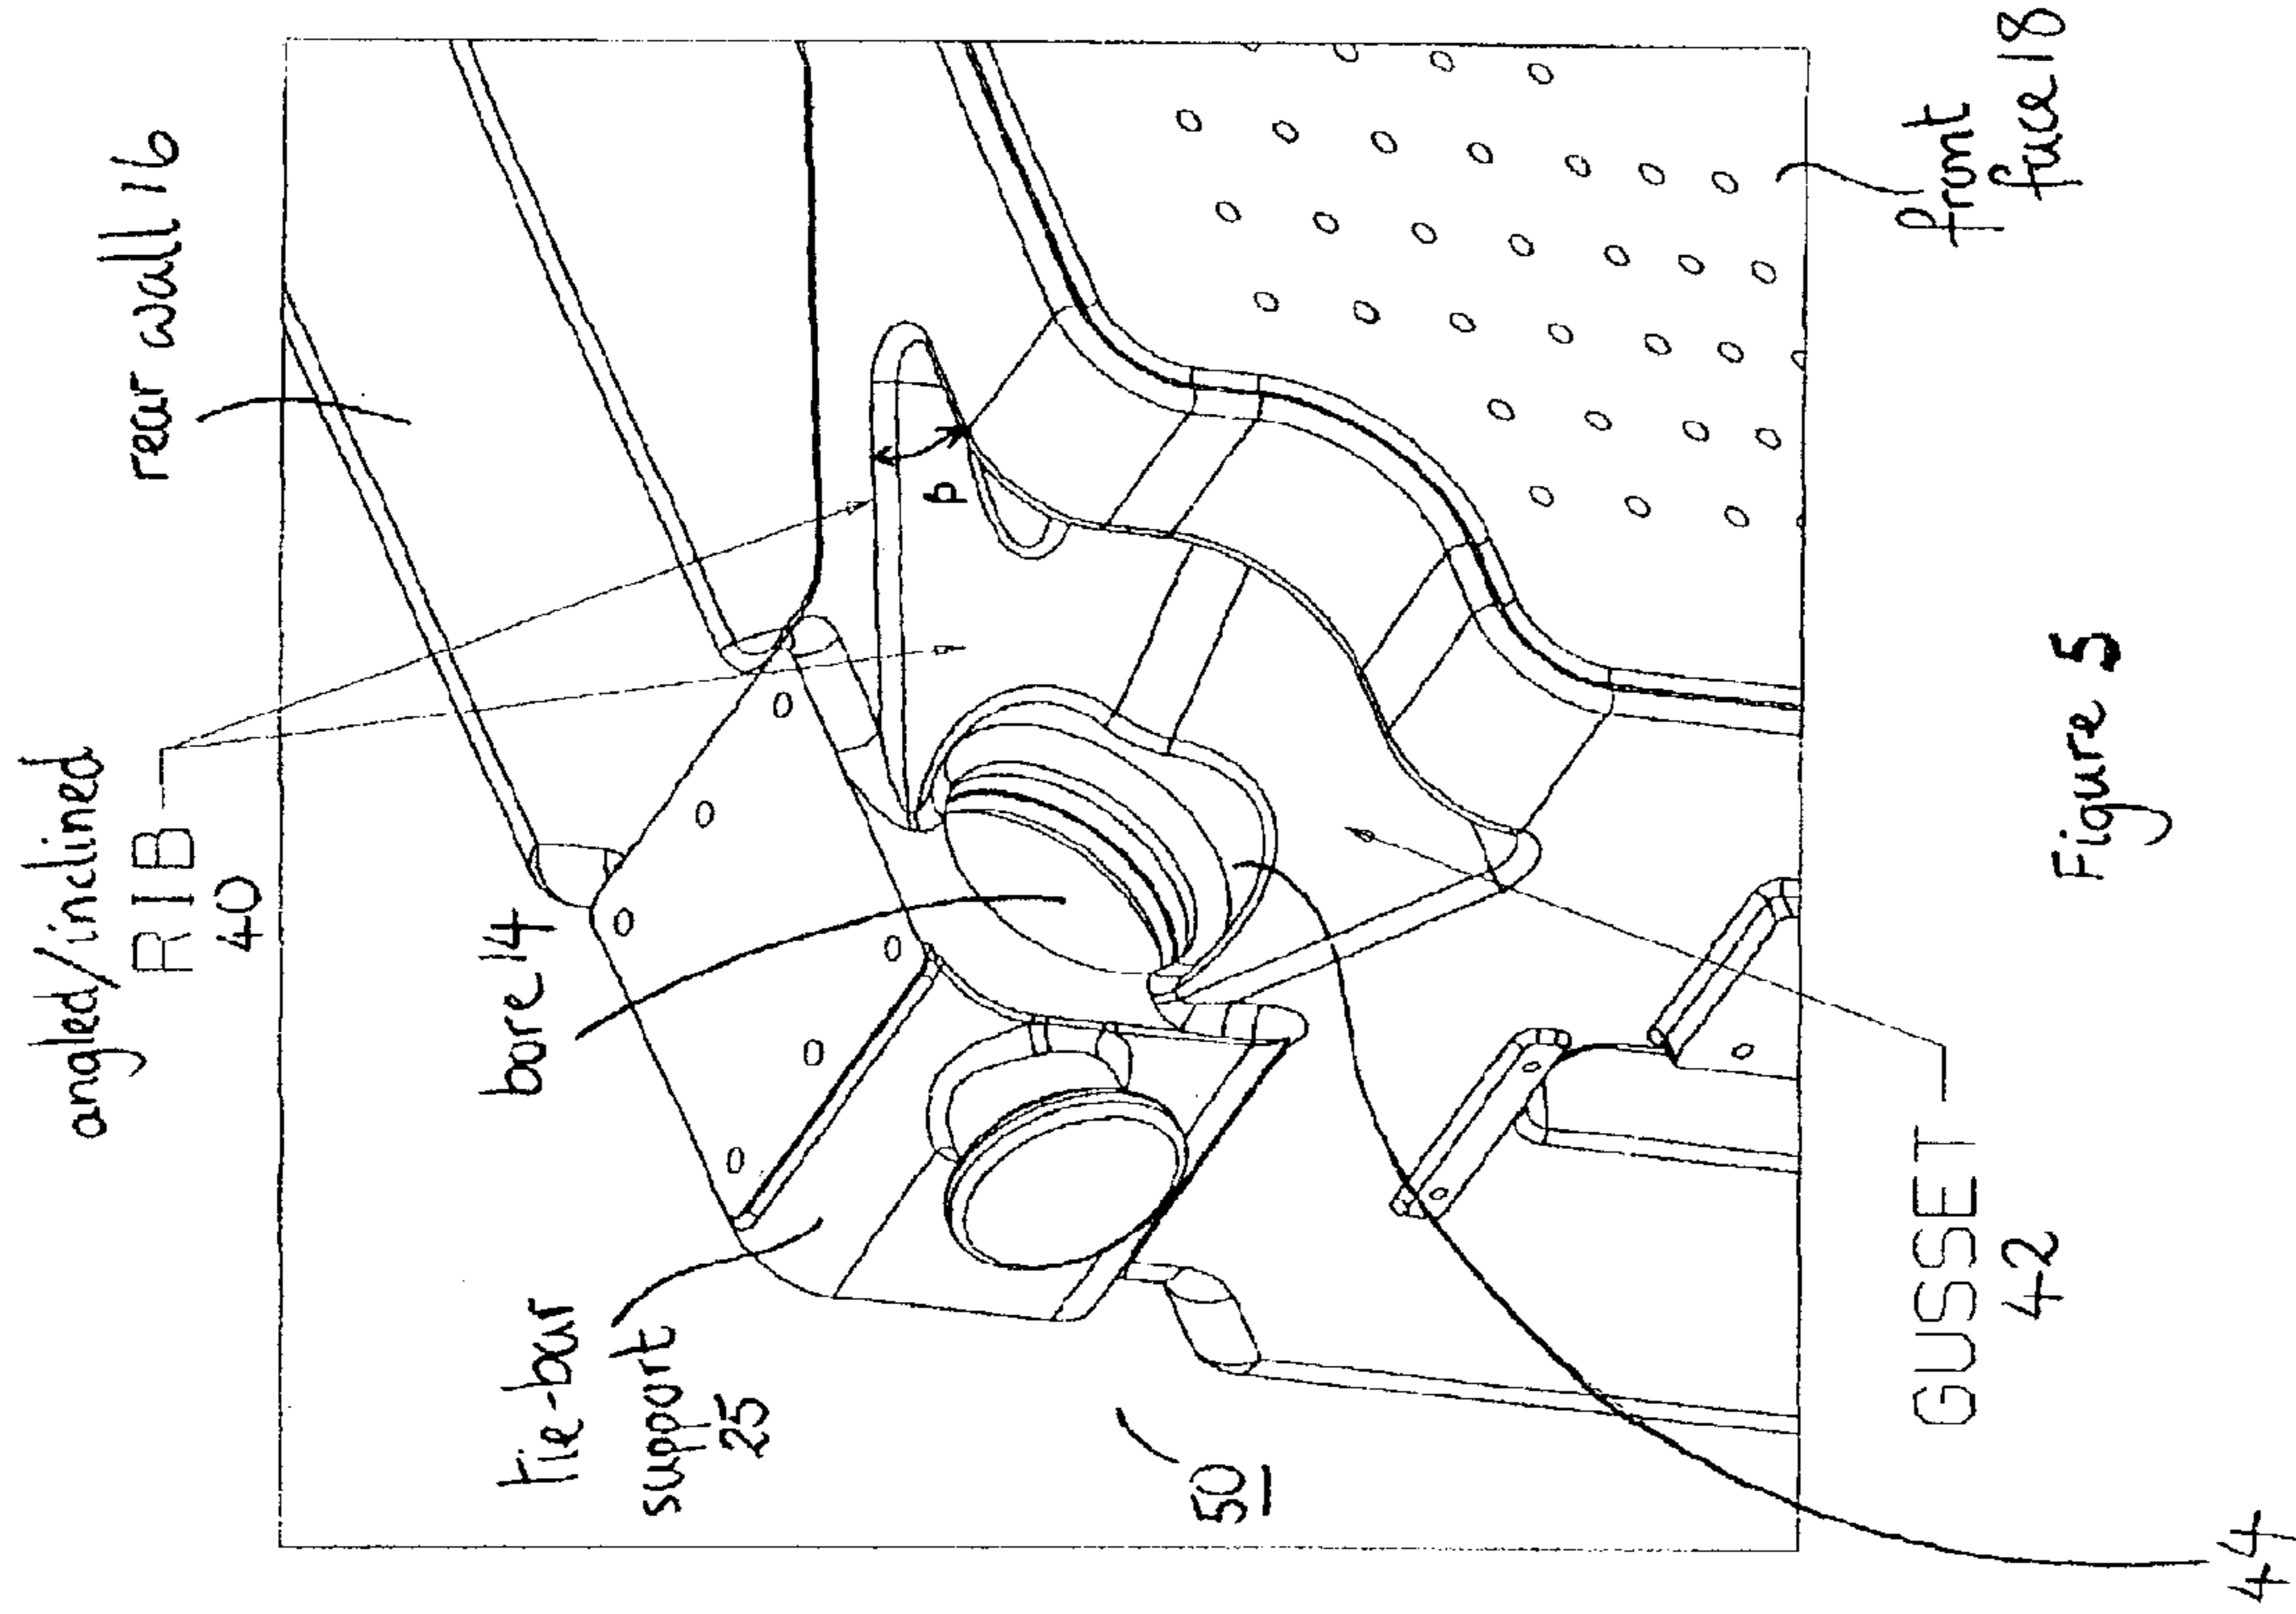 angled/inclined
RIB
40
rear wall 16
bore 14
tie-bar
support
25
50
p
front
face 18
GUSSET
42
44
Figure 5